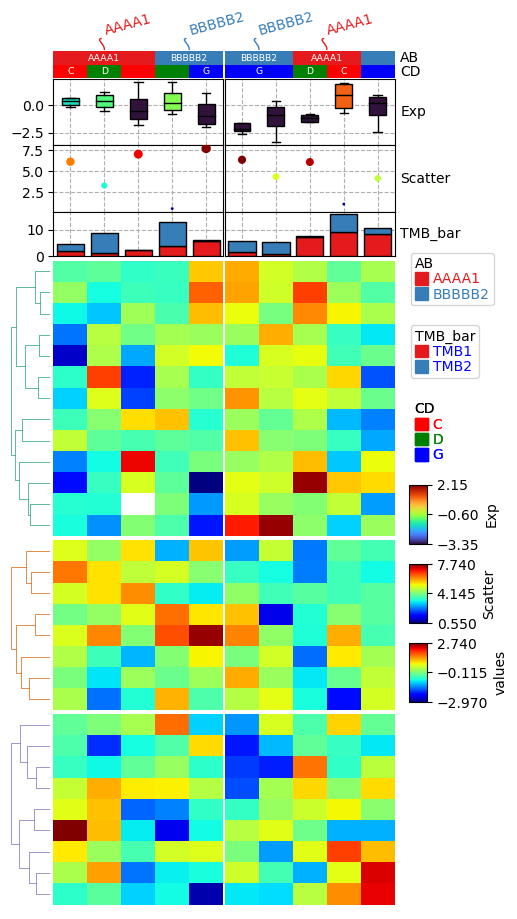 AAAA1 BBBBB2 BBBBB2 AAAA1
AAAA1 BBBBB2 BBBBB2 AAAA1 AB
C D G G D C CD
0.0
−2.5
Exp
7.5
5.0
2.5
Scatter
10
0
TMB_bar
AB
AAAA1
BBBBB2
TMB_bar
TMB1
TMB2
CD
C
D
G
2.15
−0.60
−3.35
Exp
7.740
4.145
0.550
Scatter
2.740
−0.115
−2.970
values